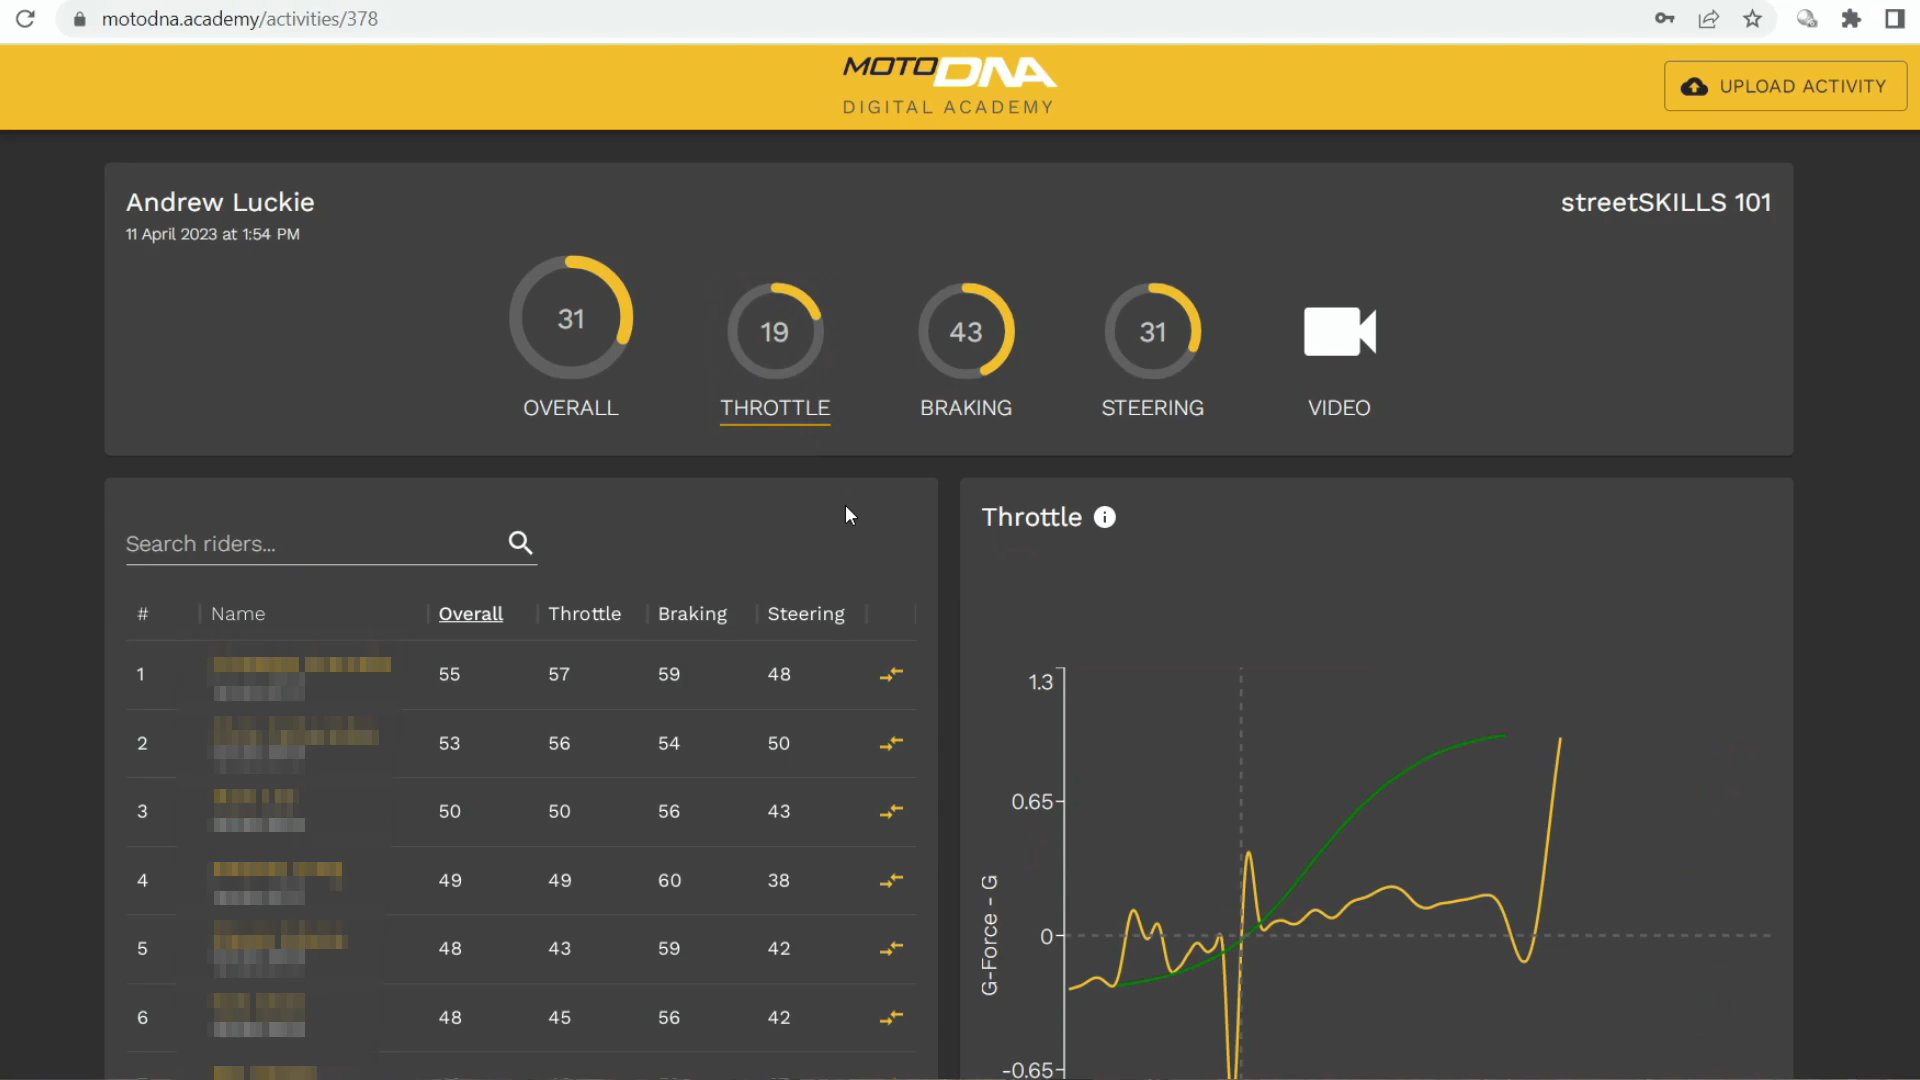 motodna.academy/activities/378
MOTODNA
DIGITAL ACADEMY
UPLOAD ACTIVITY
Andrew Luckie
11 April 2023 at 1:54 PM
streetSKILLS 101
31
OVERALL
19
THROTTLE
43
BRAKING
31
STEERING
VIDEO
Search riders...
# Name Overall Throttle Braking Steering
1 55 57 59 48
2 53 56 54 50
3 50 50 56 43
4 49 49 60 38
5 48 43 59 42
6 48 45 56 42
Throttle
1.3
0.65
0
-0.65
G-Force - G